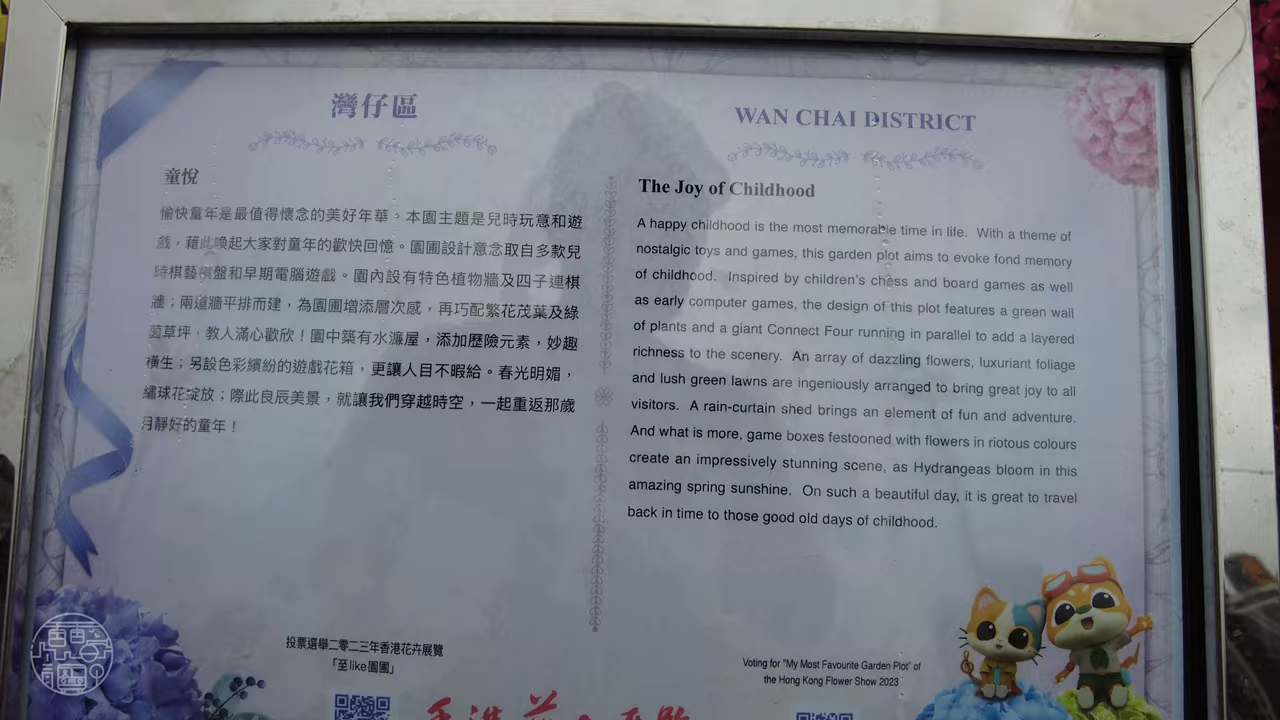 灣仔區
童悅
愉快童年是最值得懷念的美好年華。本園主題是兒時玩意和遊
戲，藉此喚起大家對童年的歡快回憶。園圃設計意念取自多款兒
時棋藝棋盤和早期電腦遊戲。園內設有特色植物牆及四子連棋
牆；兩道牆平排而建，為園圃增添層次感，再巧配繁花茂葉及綠
茵草坪，教人滿心歡欣！園中築有水濂屋，添加歷險元素，妙趣
橫生；另設色彩繽紛的遊戲花箱，更讓人目不暇給。春光明媚，
繡球花綻放；際此良辰美景，就讓我們穿越時空，一起重返那歲
月靜好的童年！
投票選舉二零二三年香港花卉展覽
「至like園圃」
WAN CHAI DISTRICT
The Joy of Childhood
A happy childhood is the most memorable time in life. With a theme of
nostalgic toys and games, this garden plot aims to evoke fond memory
of childhood. Inspired by children's chess and board games as well
as early computer games, the design of this plot features a green wall
of plants and a giant Connect Four running in parallel to add a layered
richness to the scenery. An array of dazzling flowers, luxuriant foliage
and lush green lawns are ingeniously arranged to bring great joy to all
visitors. A rain-curtain shed brings an element of fun and adventure.
And what is more, game boxes festooned with flowers in riotous colours
create an impressively stunning scene, as Hydrangeas bloom in this
amazing spring sunshine. On such a beautiful day, it is great to travel
back in time to those good old days of childhood.
Voting for "My Most Favourite Garden Plot" of
the Hong Kong Flower Show 2023